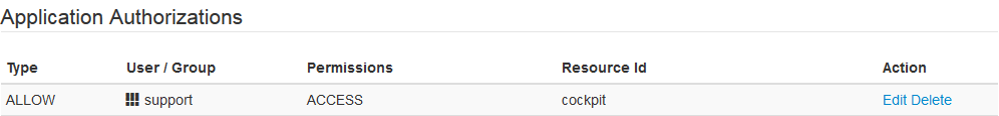 Application Authorizations
Type User / Group Permissions Resource Id Action
ALLOW support ACCESS cockpit Edit Delete